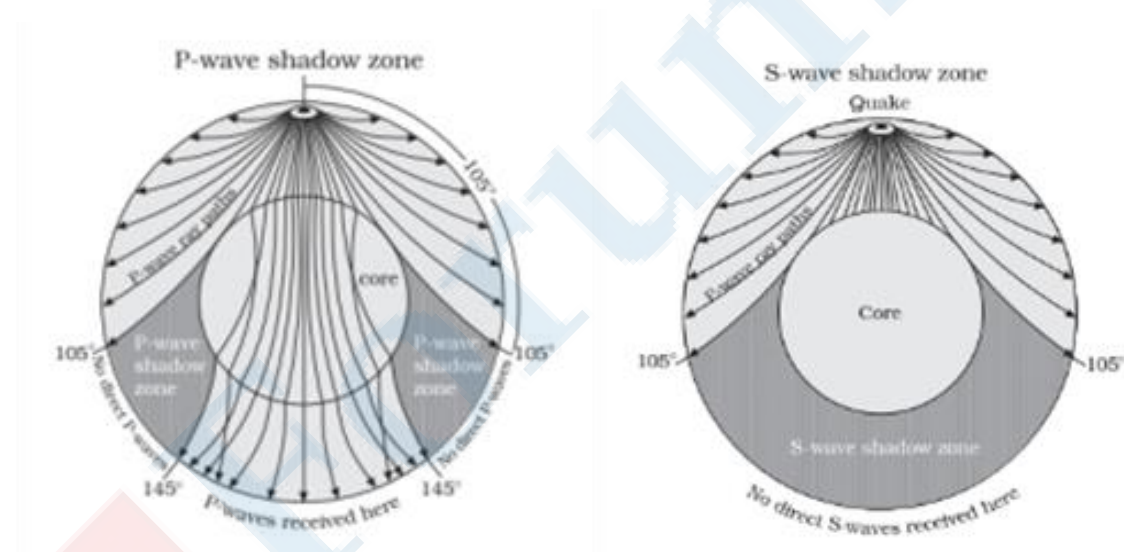 P-wave shadow zone
105°
P-wave ray paths
core
P-wave
shadow
zone
P-wave
shadow
zone
105°
105°
No direct P-waves
No direct P-waves
145°
145°
P-waves received here
S-wave shadow zone
Quake
P-wave ray paths
Core
105°
105°
S-wave shadow zone
No direct S-waves received here